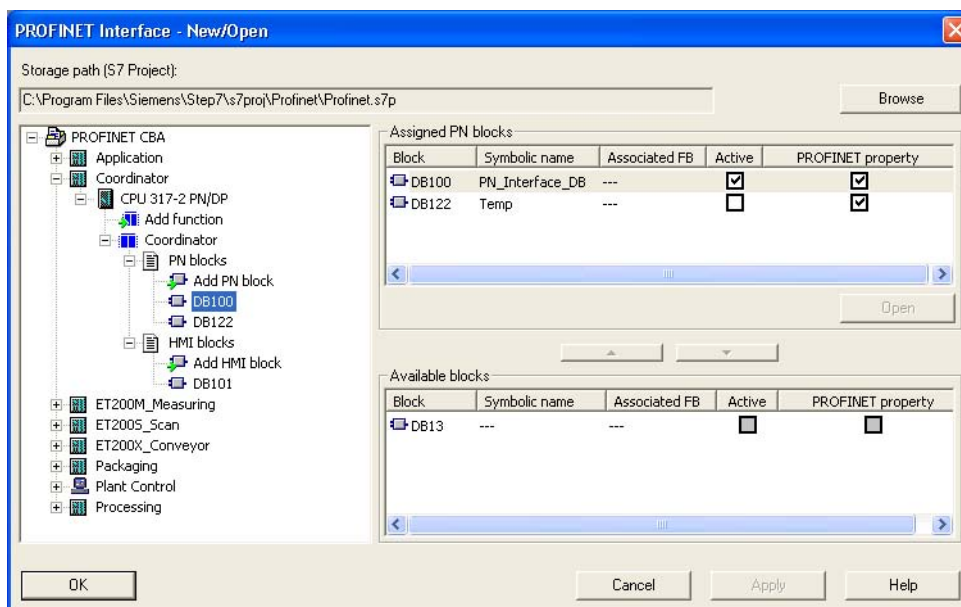 PROFINET Interface - New/Open
Storage path (S7 Project):
C:\Program Files\Siemens\Step7\s7proj\Profinet\Profinet.s7p
Browse
PROFINET CBA
Application
Coordinator
CPU 317-2 PN/DP
Add function
Coordinator
PN blocks
Add PN block
DB100
DB122
HMI blocks
Add HMI block
DB101
ET200M_Measuring
ET200S_Scan
ET200X_Conveyor
Packaging
Plant Control
Processing
Assigned PN blocks
Block Symbolic name Associated FB Active PROFINET property
DB100 PN_Interface_DB ---
DB122 Temp ---
Open
Available blocks
Block Symbolic name Associated FB Active PROFINET property
DB13 --- ---
OK Cancel Apply Help